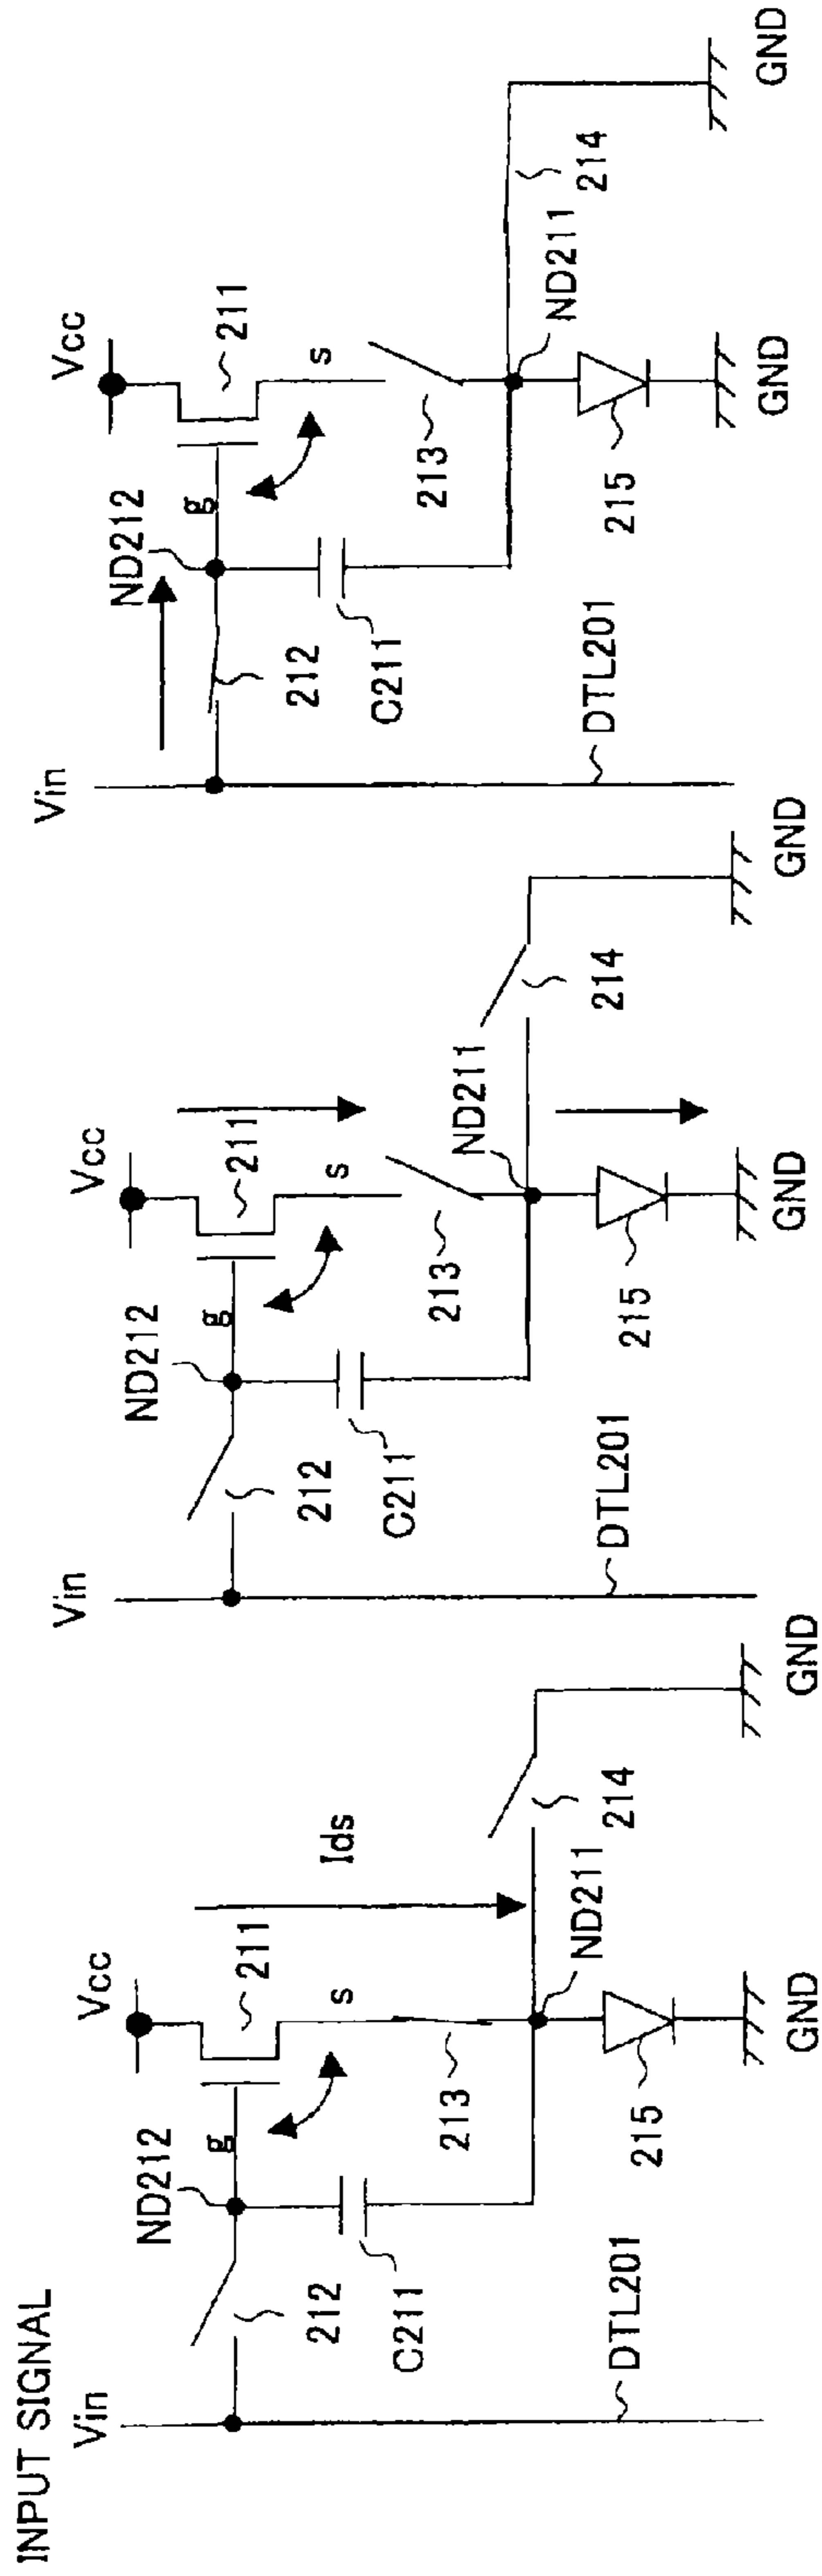 INPUT SIGNAL
Vin
Vcc
ND212
g
211
s
Ids
212
C211
213
214
ND211
215
DTL201
GND
GND
Vin
Vcc
ND212
g
211
s
212
C211
213
ND211
214
215
DTL201
GND
GND
Vin
Vcc
ND212
g
211
s
212
C211
213
ND211
214
215
DTL201
GND
GND